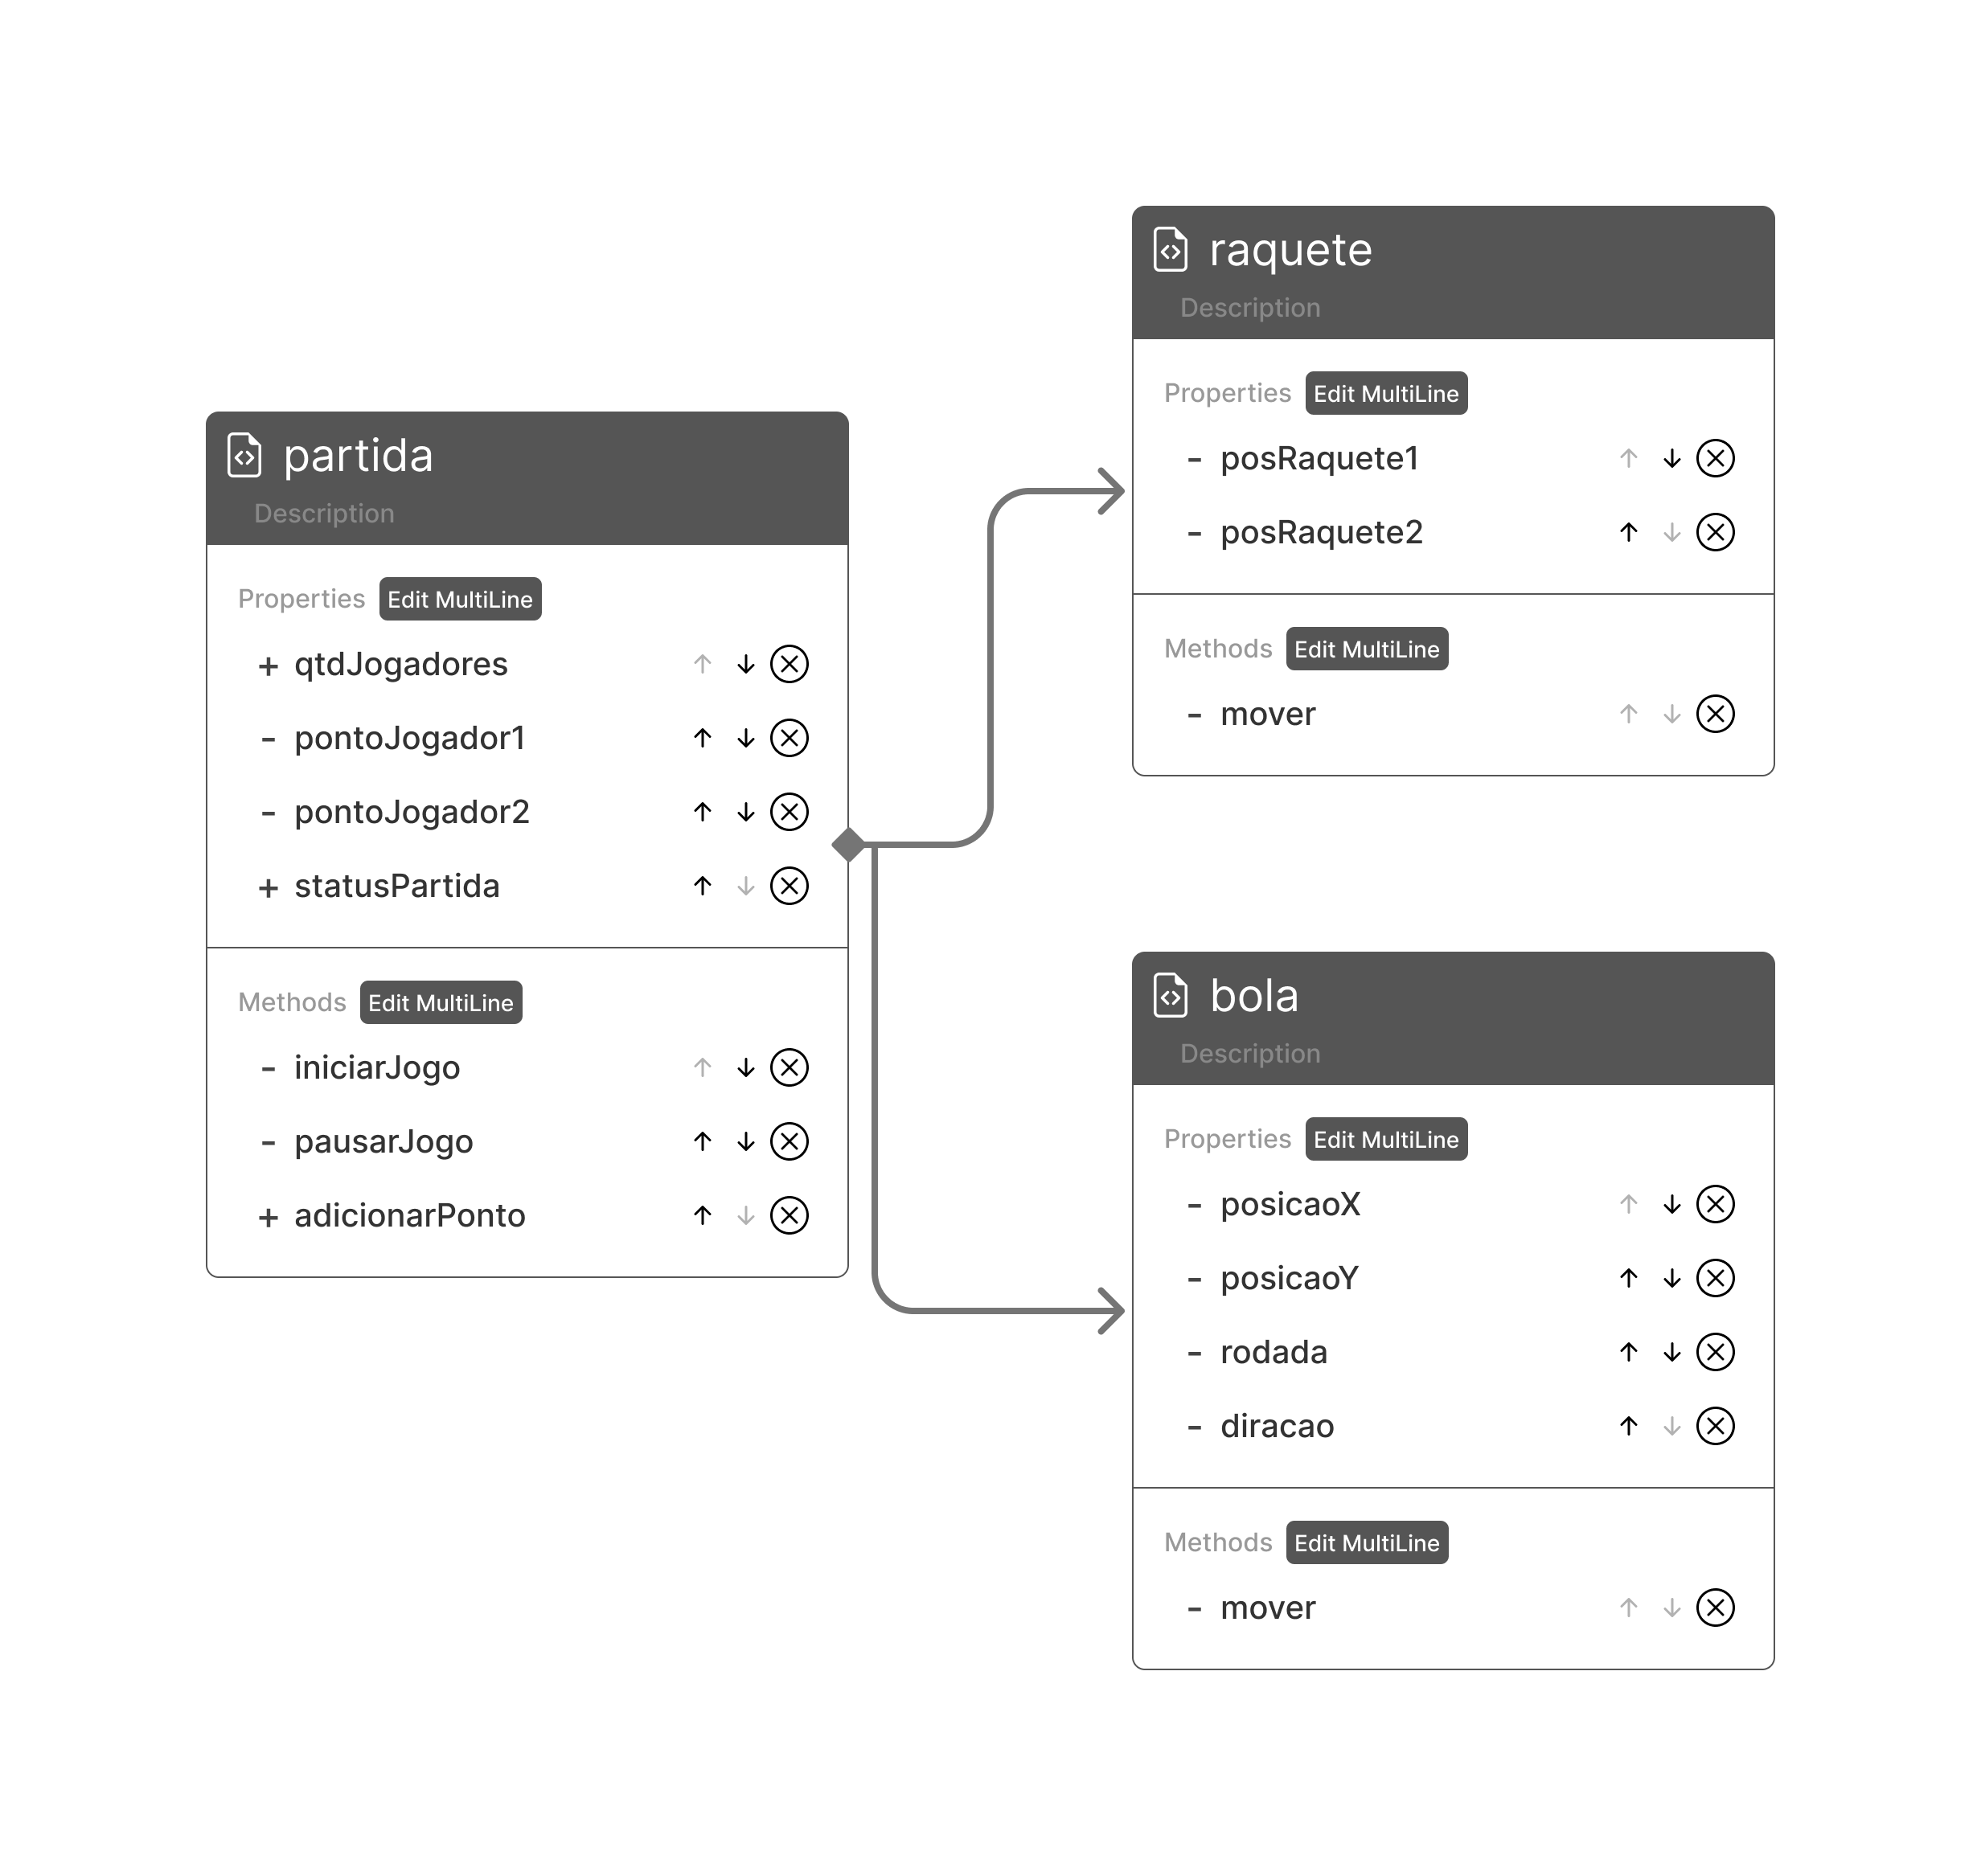 partida
Description
Properties Edit MultiLine
+ qtdJogadores
- pontoJogador1
- pontoJogador2
+ statusPartida
Methods Edit MultiLine
- iniciarJogo
- pausarJogo
+ adicionarPonto
raquete
Description
Properties Edit MultiLine
- posRaquete1
- posRaquete2
Methods Edit MultiLine
- mover
bola
Description
Properties Edit MultiLine
- posicaoX
- posicaoY
- rodada
- diracao
Methods Edit MultiLine
- mover